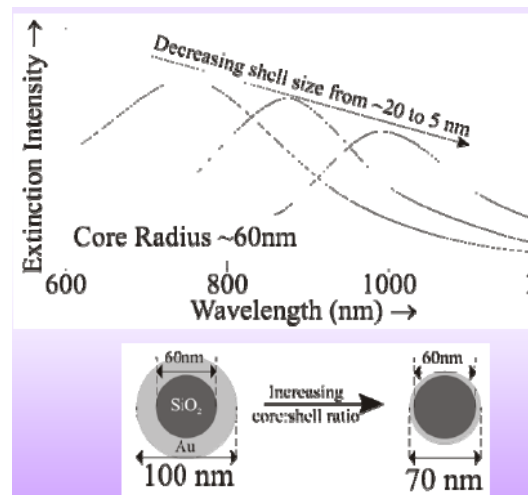 Extinction Intensity →
Decreasing shell size from ~20 to 5 nm
Core Radius ~60nm
600 800 1000
Wavelength (nm) →
60nm
SiO₂
Au
100 nm
Increasing
core:shell ratio
60nm
70 nm